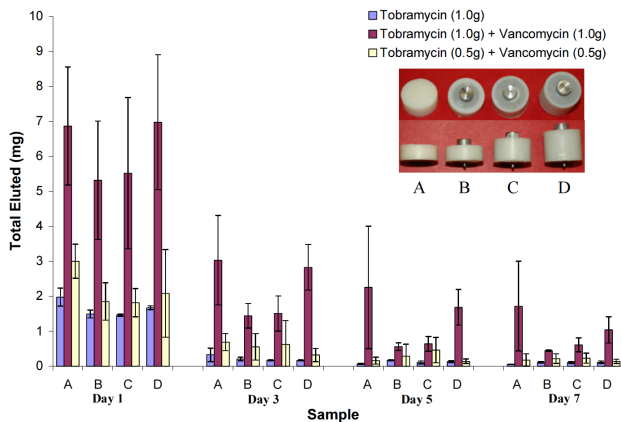 Tobramycin (1.0g)
Tobramycin (1.0g) + Vancomycin (1.0g)
Tobramycin (0.5g) + Vancomycin (0.5g)
A B C D
Total Eluted (mg)
10
9
8
7
6
5
4
3
2
1
0
A B C D A B C D A B C D A B C D
Day 1 Day 3 Day 5 Day 7
Sample